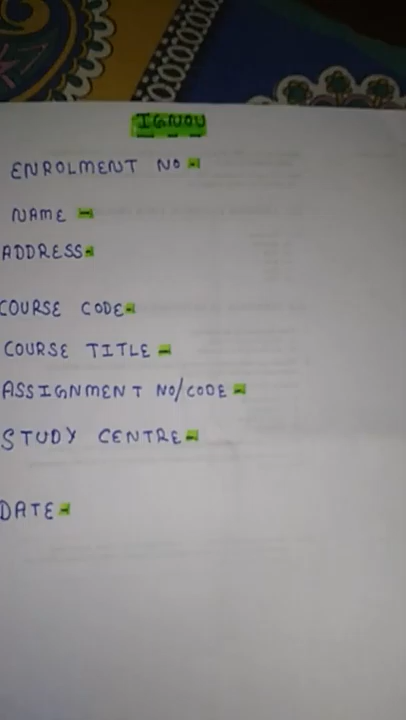 IGNOU
ENROLMENT NO -
NAME -
ADDRESS -
COURSE CODE -
COURSE TITLE -
ASSIGNMENT NO/CODE -
STUDY CENTRE -
DATE -